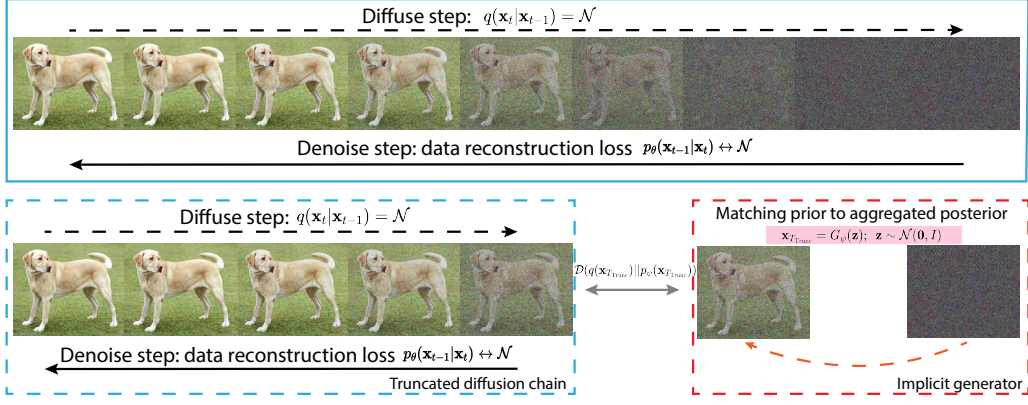 Diffuse step: q(x_t|x_{t−1}) = 𝒩
Denoise step: data reconstruction loss p_θ(x_{t−1}|x_t) ↔ 𝒩
Diffuse step: q(x_t|x_{t−1}) = 𝒩
Denoise step: data reconstruction loss p_θ(x_{t−1}|x_t) ↔ 𝒩
Truncated diffusion chain
𝒟(q(x_{T_Trunc})||p_ψ(x_{T_Trunc}))
Matching prior to aggregated posterior
x_{T_Trunc} = G_ψ(z); z ∼ 𝒩(0, I)
Implicit generator